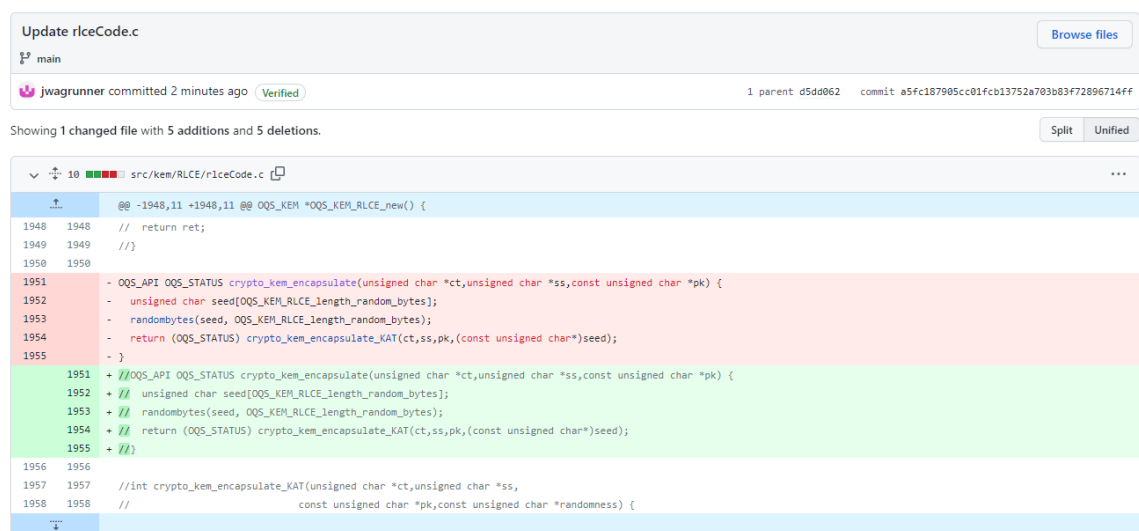 Update rlceCode.c
Browse files
main
jwagrunner committed 2 minutes ago Verified
1 parent d5dd062 commit a5fc187905cc01fcb13752a703b83f72896714ff
Showing 1 changed file with 5 additions and 5 deletions.
Split Unified
10 src/kem/RLCE/rlceCode.c
@@ -1948,11 +1948,11 @@ OQS_KEM *OQS_KEM_RLCE_new() {
1948 1948 //  return ret;
1949 1949 //}
1950 1950
1951 - OQS_API OQS_STATUS crypto_kem_encapsulate(unsigned char *ct,unsigned char *ss,const unsigned char *pk) {
1952 -   unsigned char seed[OQS_KEM_RLCE_length_random_bytes];
1953 -   randombytes(seed, OQS_KEM_RLCE_length_random_bytes);
1954 -   return (OQS_STATUS) crypto_kem_encapsulate_KAT(ct,ss,pk,(const unsigned char*)seed);
1955 - }
1951 + //OQS_API OQS_STATUS crypto_kem_encapsulate(unsigned char *ct,unsigned char *ss,const unsigned char *pk) {
1952 + //  unsigned char seed[OQS_KEM_RLCE_length_random_bytes];
1953 + //  randombytes(seed, OQS_KEM_RLCE_length_random_bytes);
1954 + //  return (OQS_STATUS) crypto_kem_encapsulate_KAT(ct,ss,pk,(const unsigned char*)seed);
1955 + //}
1956 1956
1957 1957 //int crypto_kem_encapsulate_KAT(unsigned char *ct,unsigned char *ss,
1958 1958 //                              const unsigned char *pk,const unsigned char *randomness) {